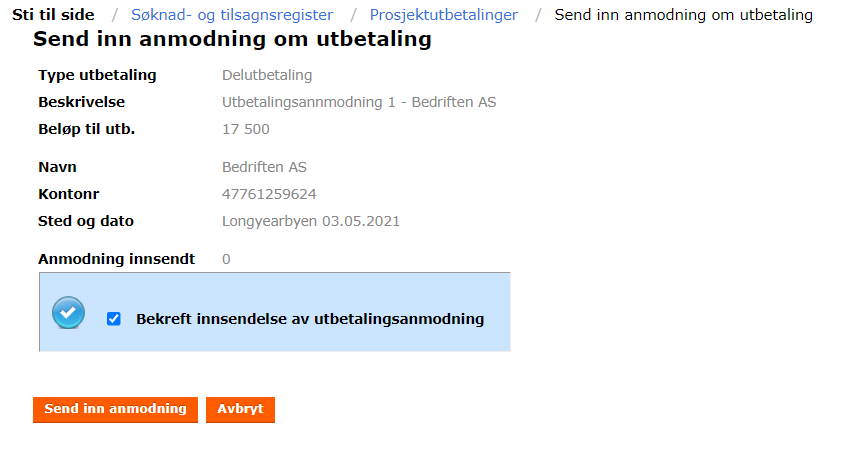 Sti til side / Søknad- og tilsagnsregister / Prosjektutbetalinger / Send inn anmodning om utbetaling
Send inn anmodning om utbetaling
Type utbetaling Delutbetaling
Beskrivelse Utbetalingsannmodning 1 - Bedriften AS
Beløp til utb. 17 500
Navn Bedriften AS
Kontonr 47761259624
Sted og dato Longyearbyen 03.05.2021
Anmodning innsendt 0
Bekreft innsendelse av utbetalingsanmodning
Send inn anmodning Avbryt